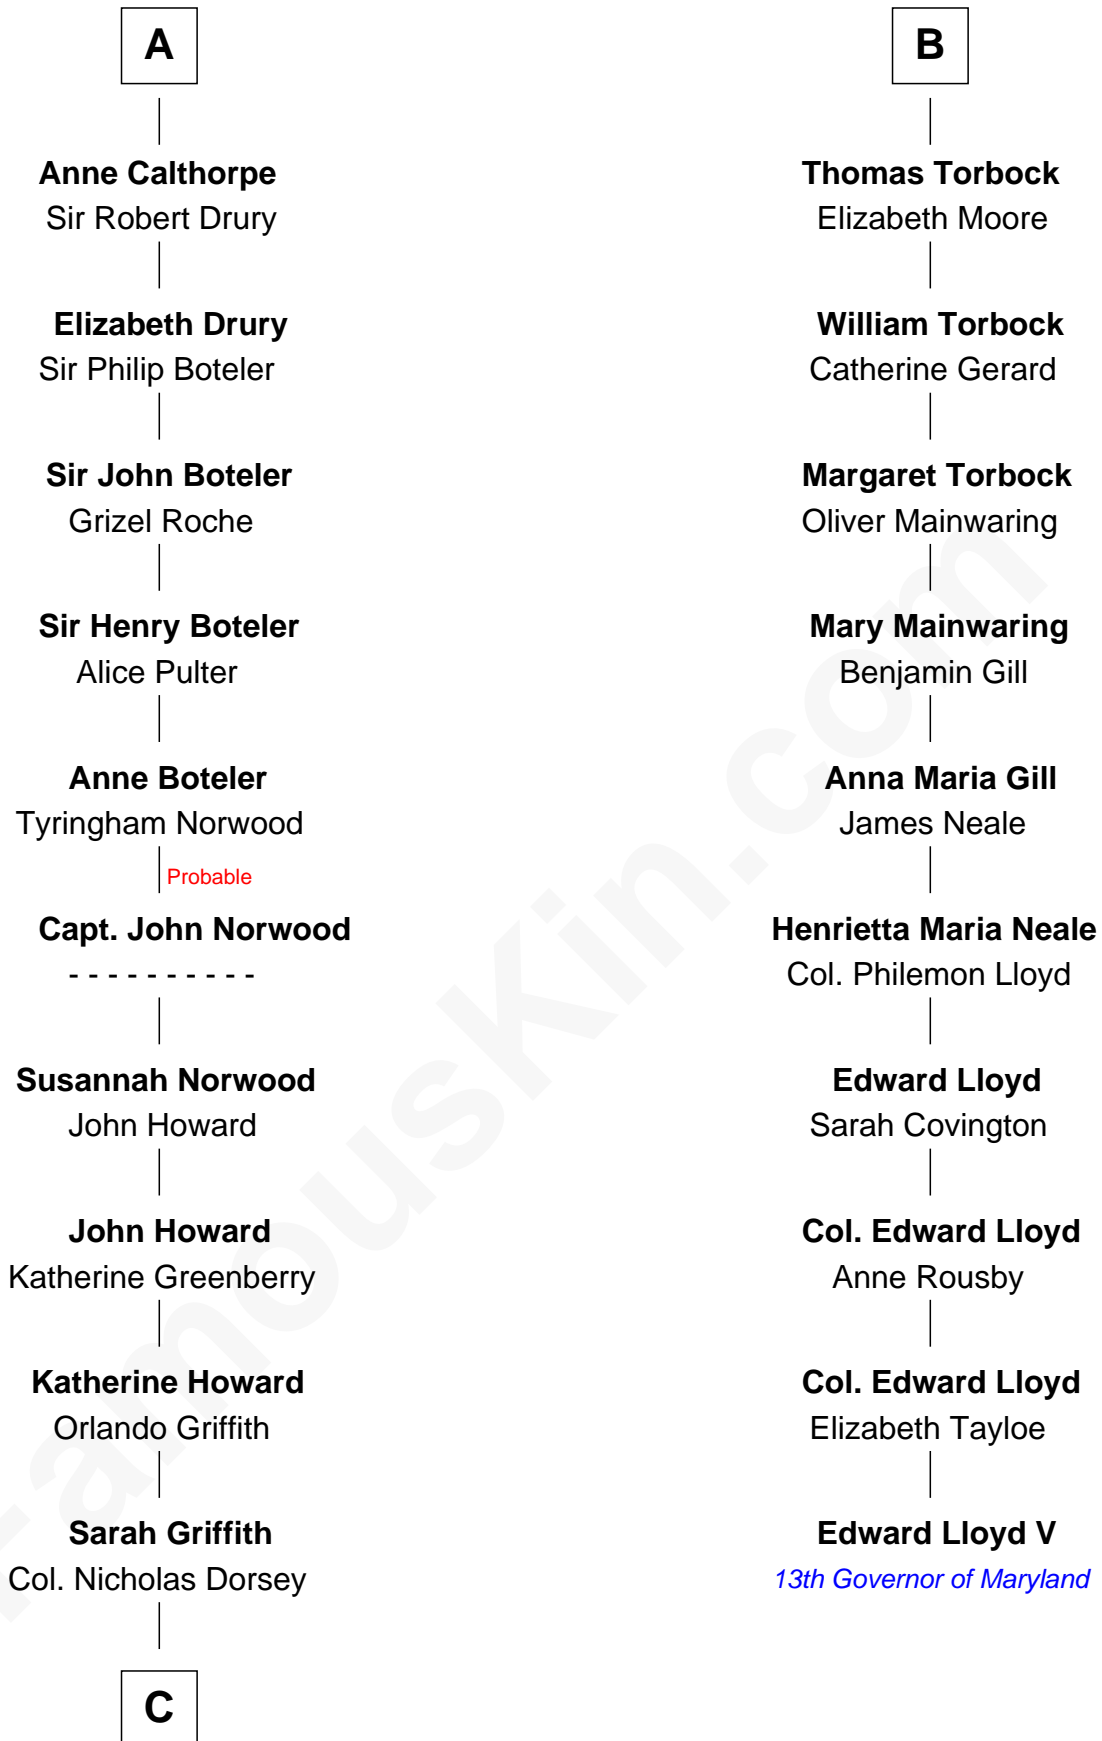 A
Anne Calthorpe
Sir Robert Drury
Elizabeth Drury
Sir Philip Boteler
Sir John Boteler
Grizel Roche
Sir Henry Boteler
Alice Pulter
Anne Boteler
Tyringham Norwood
Probable
Capt. John Norwood
- - - - - - - - - -
Susannah Norwood
John Howard
John Howard
Katherine Greenberry
Katherine Howard
Orlando Griffith
Sarah Griffith
Col. Nicholas Dorsey
C
B
Thomas Torbock
Elizabeth Moore
William Torbock
Catherine Gerard
Margaret Torbock
Oliver Mainwaring
Mary Mainwaring
Benjamin Gill
Anna Maria Gill
James Neale
Henrietta Maria Neale
Col. Philemon Lloyd
Edward Lloyd
Sarah Covington
Col. Edward Lloyd
Anne Rousby
Col. Edward Lloyd
Elizabeth Tayloe
Edward Lloyd V
13th Governor of Maryland
FamousKin.com